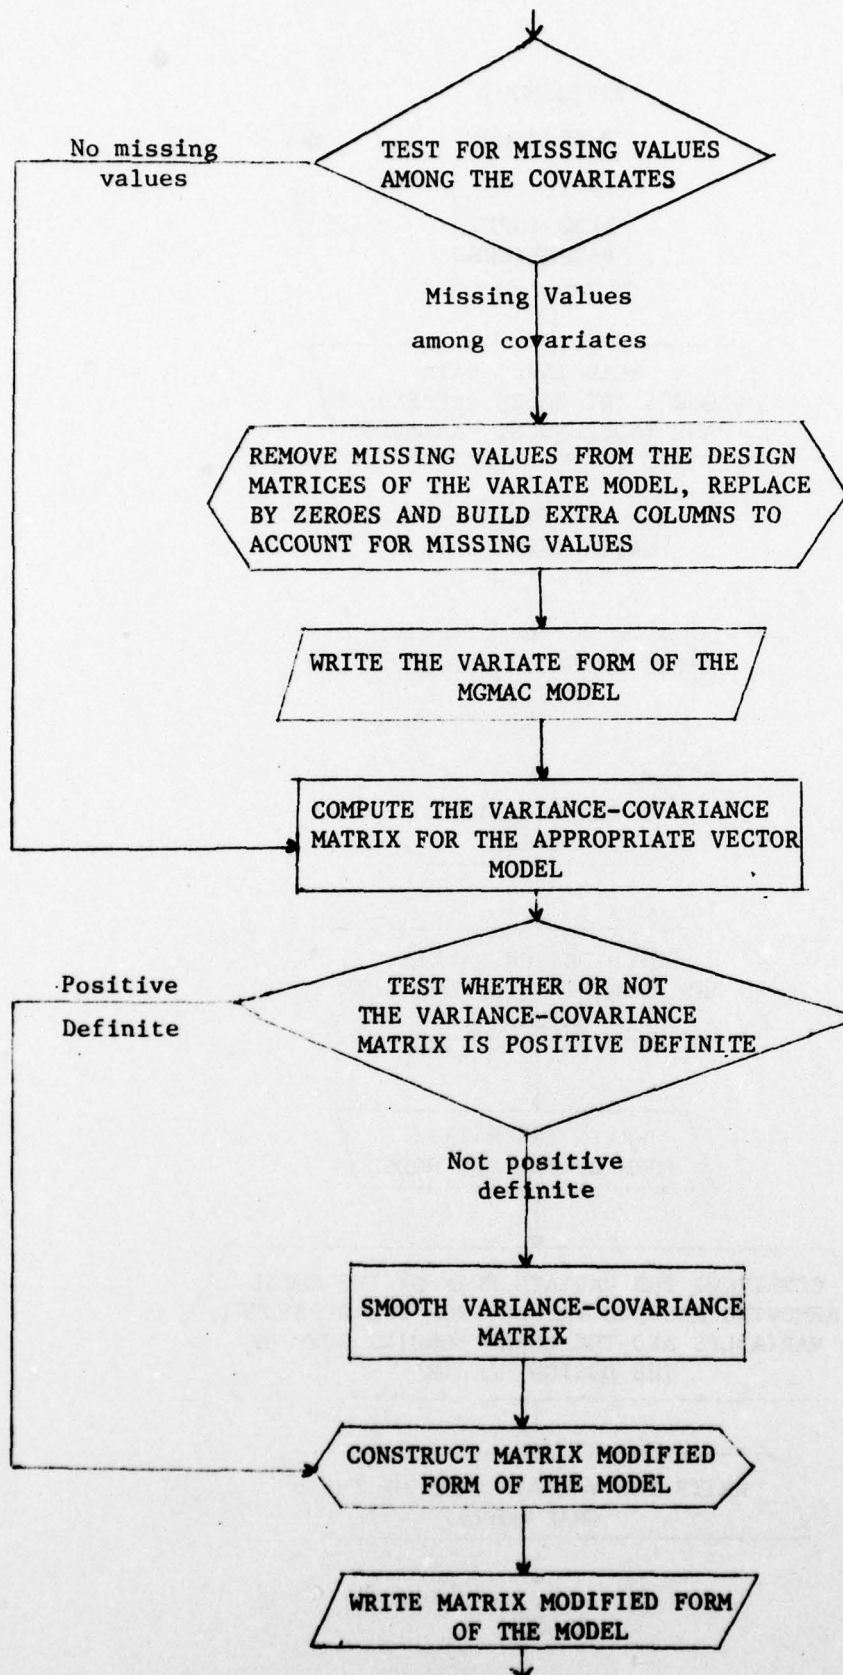 TEST FOR MISSING VALUES
AMONG THE COVARIATES
No missing
values
Missing Values
among covariates
REMOVE MISSING VALUES FROM THE DESIGN
MATRICES OF THE VARIATE MODEL, REPLACE
BY ZEROES AND BUILD EXTRA COLUMNS TO
ACCOUNT FOR MISSING VALUES
WRITE THE VARIATE FORM OF THE
MGMAC MODEL
COMPUTE THE VARIANCE-COVARIANCE
MATRIX FOR THE APPROPRIATE VECTOR
MODEL
TEST WHETHER OR NOT
THE VARIANCE-COVARIANCE
MATRIX IS POSITIVE DEFINITE
Positive
Definite
Not positive
definite
SMOOTH VARIANCE-COVARIANCE
MATRIX
CONSTRUCT MATRIX MODIFIED
FORM OF THE MODEL
WRITE MATRIX MODIFIED FORM
OF THE MODEL